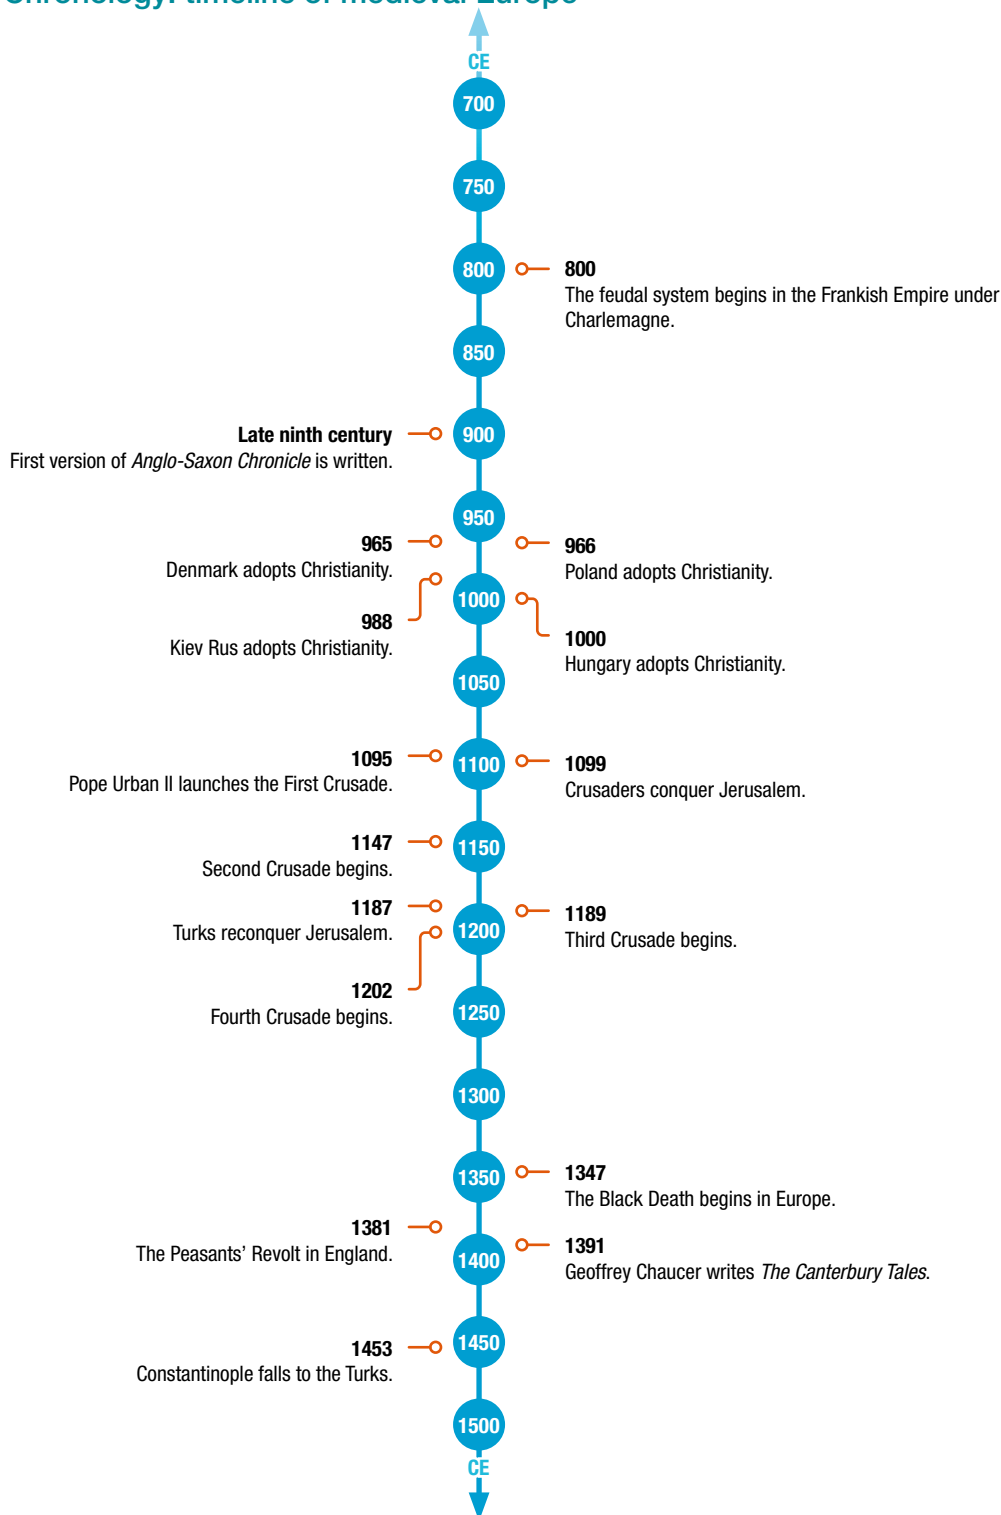 Chronology: timeline of medieval Europe
CE
700
750
800
800
The feudal system begins in the Frankish Empire under
Charlemagne.
850
Late ninth century
First version of Anglo-Saxon Chronicle is written.
900
950
965
Denmark adopts Christianity.
966
Poland adopts Christianity.
988
Kiev Rus adopts Christianity.
1000
1000
Hungary adopts Christianity.
1050
1095
Pope Urban II launches the First Crusade.
1100
1099
Crusaders conquer Jerusalem.
1147
Second Crusade begins.
1150
1187
Turks reconquer Jerusalem.
1189
Third Crusade begins.
1200
1202
Fourth Crusade begins.
1250
1300
1350
1347
The Black Death begins in Europe.
1381
The Peasants’ Revolt in England.
1400
1391
Geoffrey Chaucer writes The Canterbury Tales.
1453
Constantinople falls to the Turks.
1450
1500
CE